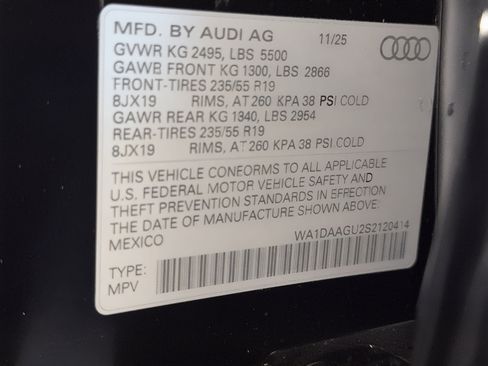 MFD. BY AUDI AG 11/25
GVWR KG 2495, LBS 5500
GAWB FRONT KG 1300, LBS 2866
FRONT-TIRES 235/55 R19
8JX19 RIMS, AT 260 KPA 38 PSI COLD
GAWR REAR KG 1340, LBS 2954
REAR-TIRES 235/55 R19
8JX19 RIMS, AT 260 KPA 38 PSI COLD
THIS VEHICLE CONFORMS TO ALL APPLICABLE
U.S. FEDERAL MOTOR VEHICLE SAFETY AND
THEFT PREVENTION STANDARDS IN EFFECTION
THE DATE OF MANUFACTURE SHOWN ABOVE.
MEXICO WA1DAAGU2S2120414
TYPE:
MPV